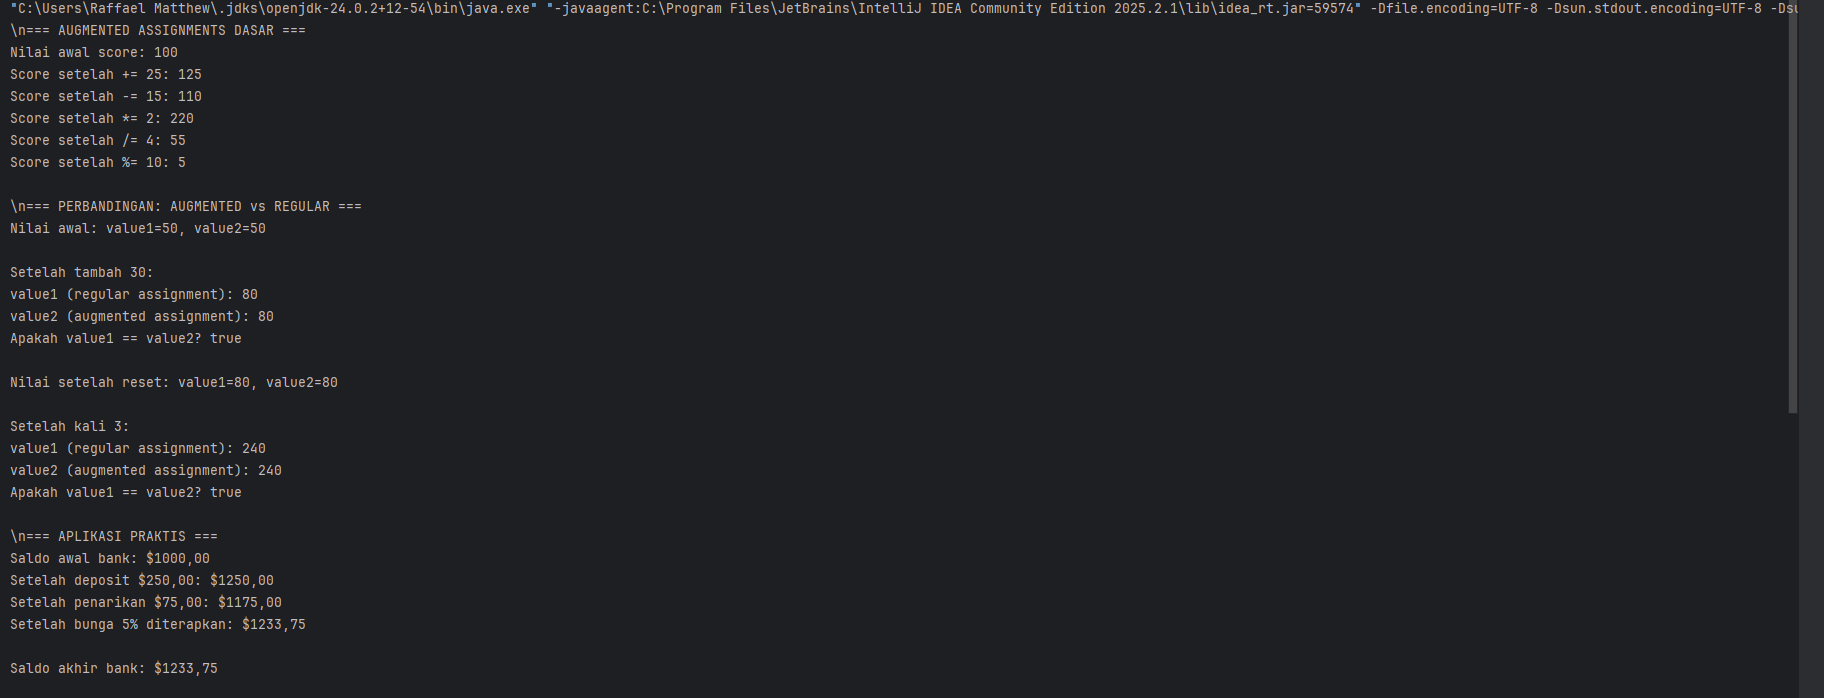 "C:\Users\Raffael Matthew\.jdks\openjdk-24.0.2+12-54\bin\java.exe" "-javaagent:C:\Program Files\JetBrains\IntelliJ IDEA Community Edition 2025.2.1\lib\idea_rt.jar=59574" -Dfile.encoding=UTF-8 -Dsun.stdout.encoding=UTF-8 -Dsu
\n=== AUGMENTED ASSIGNMENTS DASAR ===
Nilai awal score: 100
Score setelah += 25: 125
Score setelah -= 15: 110
Score setelah *= 2: 220
Score setelah /= 4: 55
Score setelah %= 10: 5
\n=== PERBANDINGAN: AUGMENTED vs REGULAR ===
Nilai awal: value1=50, value2=50
Setelah tambah 30:
value1 (regular assignment): 80
value2 (augmented assignment): 80
Apakah value1 == value2? true
Nilai setelah reset: value1=80, value2=80
Setelah kali 3:
value1 (regular assignment): 240
value2 (augmented assignment): 240
Apakah value1 == value2? true
\n=== APLIKASI PRAKTIS ===
Saldo awal bank: $1000,00
Setelah deposit $250,00: $1250,00
Setelah penarikan $75,00: $1175,00
Setelah bunga 5% diterapkan: $1233,75
Saldo akhir bank: $1233,75